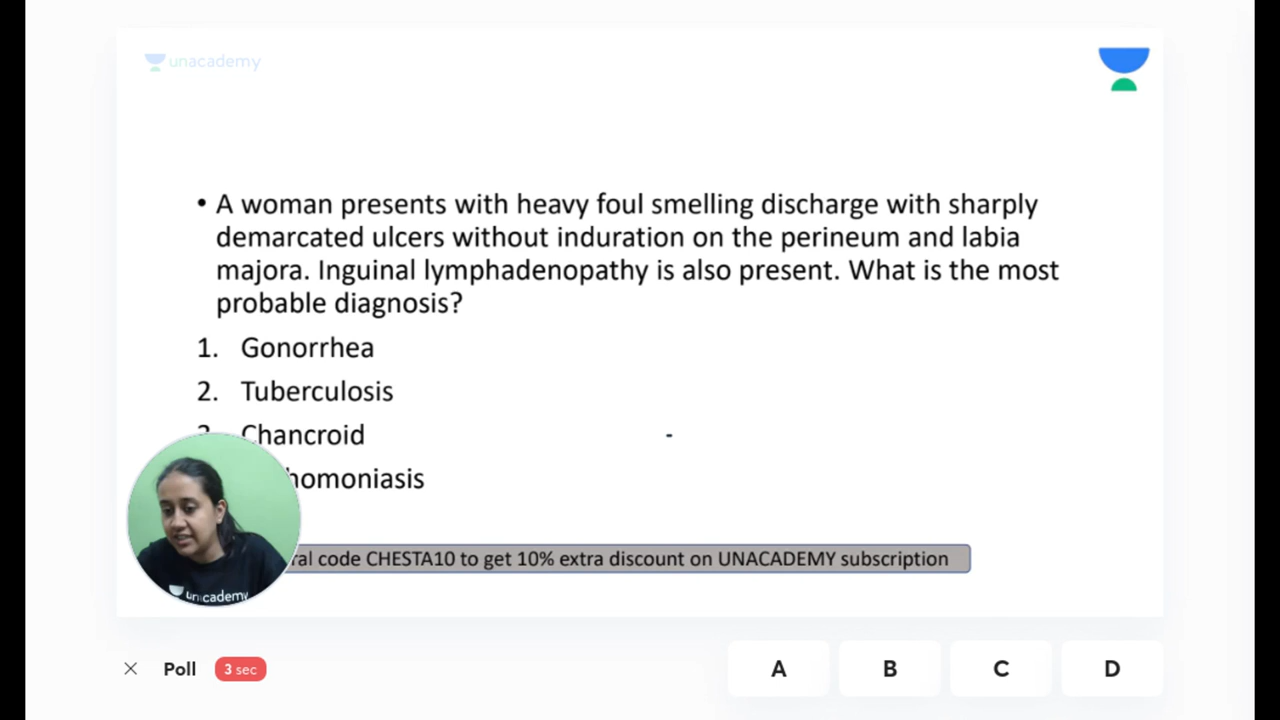 unacademy
• A woman presents with heavy foul smelling discharge with sharply
demarcated ulcers without induration on the perineum and labia
majora. Inguinal lymphadenopathy is also present. What is the most
probable diagnosis?
1. Gonorrhea
2. Tuberculosis
Chancroid
homoniasis
-
ral code CHESTA10 to get 10% extra discount on UNACADEMY subscription
unacademy
Poll 3 sec A B C D